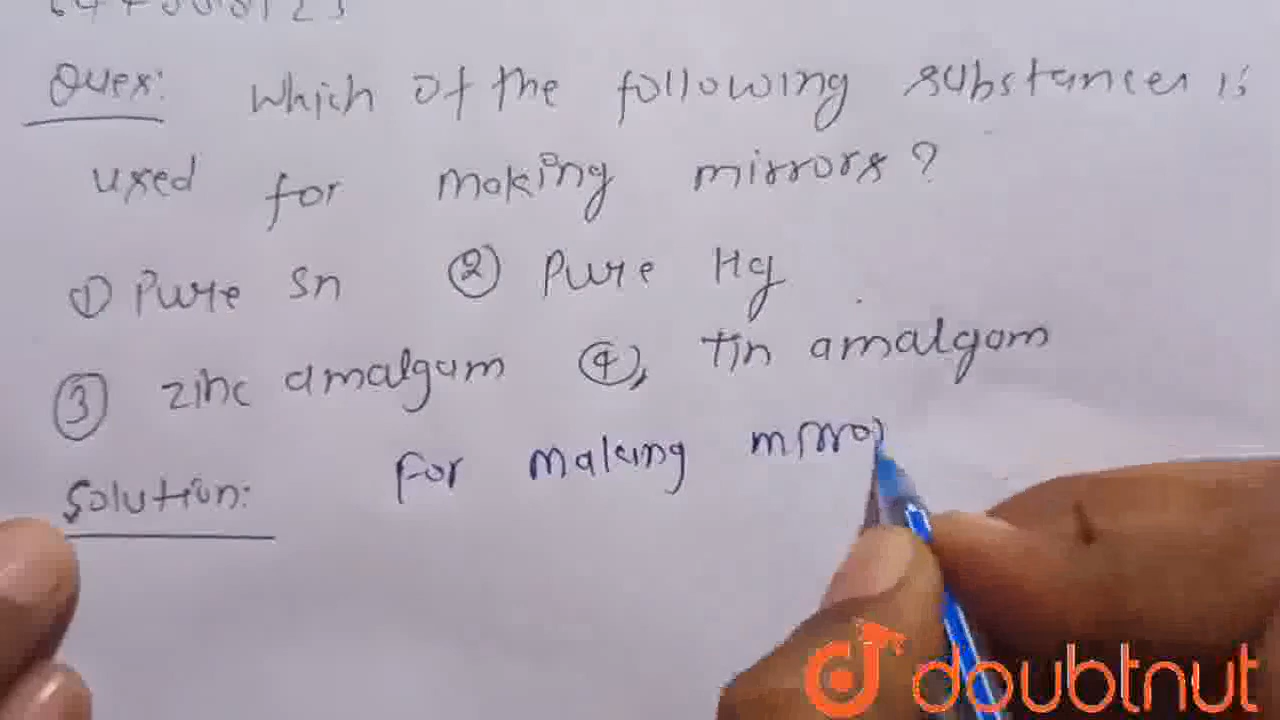 Ques: Which of the following substances is
used for making mirrors?
① Pure Sn ② Pure Hg
③ zinc amalgam ④, tin amalgam
Solution: For making mirror
doubtnut